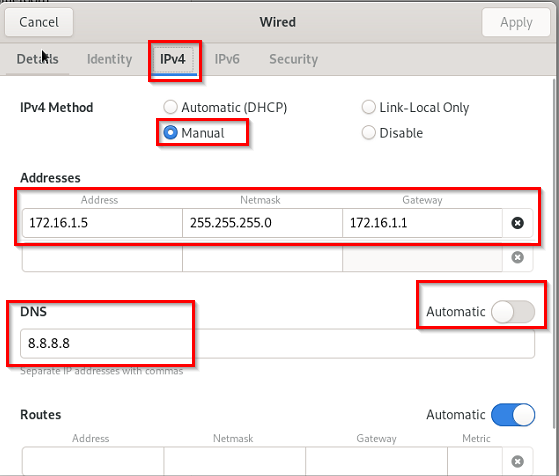 Cancel Wired Apply
Details Identity IPv4 IPv6 Security
IPv4 Method Automatic (DHCP) Link-Local Only
Manual Disable
Addresses
Address Netmask Gateway
172.16.1.5 255.255.255.0 172.16.1.1
DNS Automatic
8.8.8.8
Separate IP addresses with commas
Routes Automatic
Address Netmask Gateway Metric